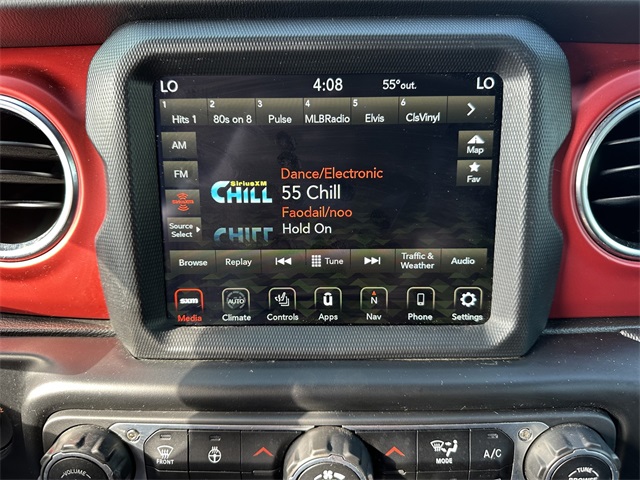 LO 4:08 55°out. LO
1 Hits 1 2 80s on 8 3 Pulse 4 MLBRadio 5 Elvis 6 ClsVinyl
AM
Map
FM
Fav
SiriusXM
CHILL
Dance/Electronic
55 Chill
Faodail/noo
Hold On
Source
Select
CHILL
Browse Replay Tune Traffic & Weather Audio
sxm AUTO N
Media Climate Controls Apps Nav Phone Settings
FRONT MODE A/C
VOLUME TUNE
BROWSE